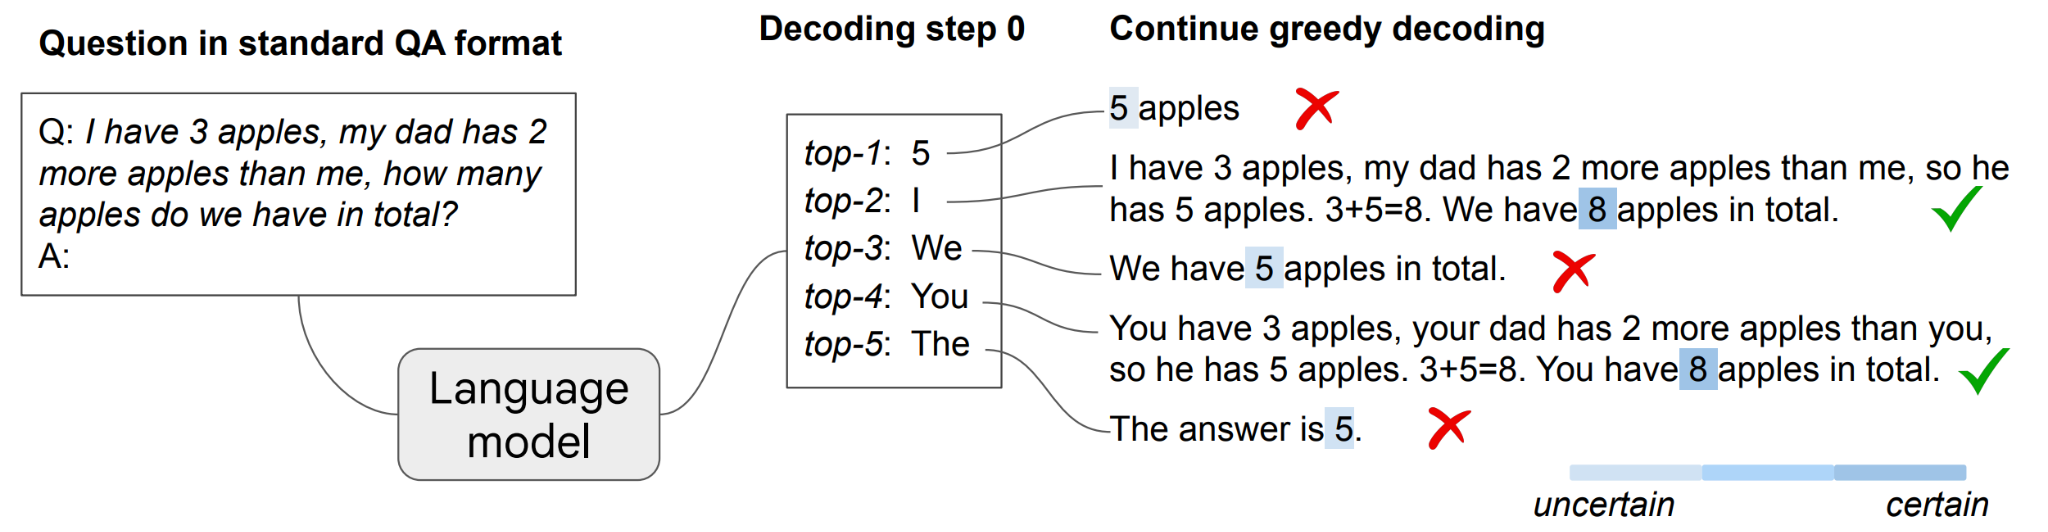 Question in standard QA format
Q: I have 3 apples, my dad has 2
more apples than me, how many
apples do we have in total?
A:
Language
model
Decoding step 0
top-1: 5
top-2: I
top-3: We
top-4: You
top-5: The
Continue greedy decoding
5 apples
I have 3 apples, my dad has 2 more apples than me, so he
has 5 apples. 3+5=8. We have 8 apples in total.
We have 5 apples in total.
You have 3 apples, your dad has 2 more apples than you,
so he has 5 apples. 3+5=8. You have 8 apples in total.
The answer is 5.
uncertain
certain